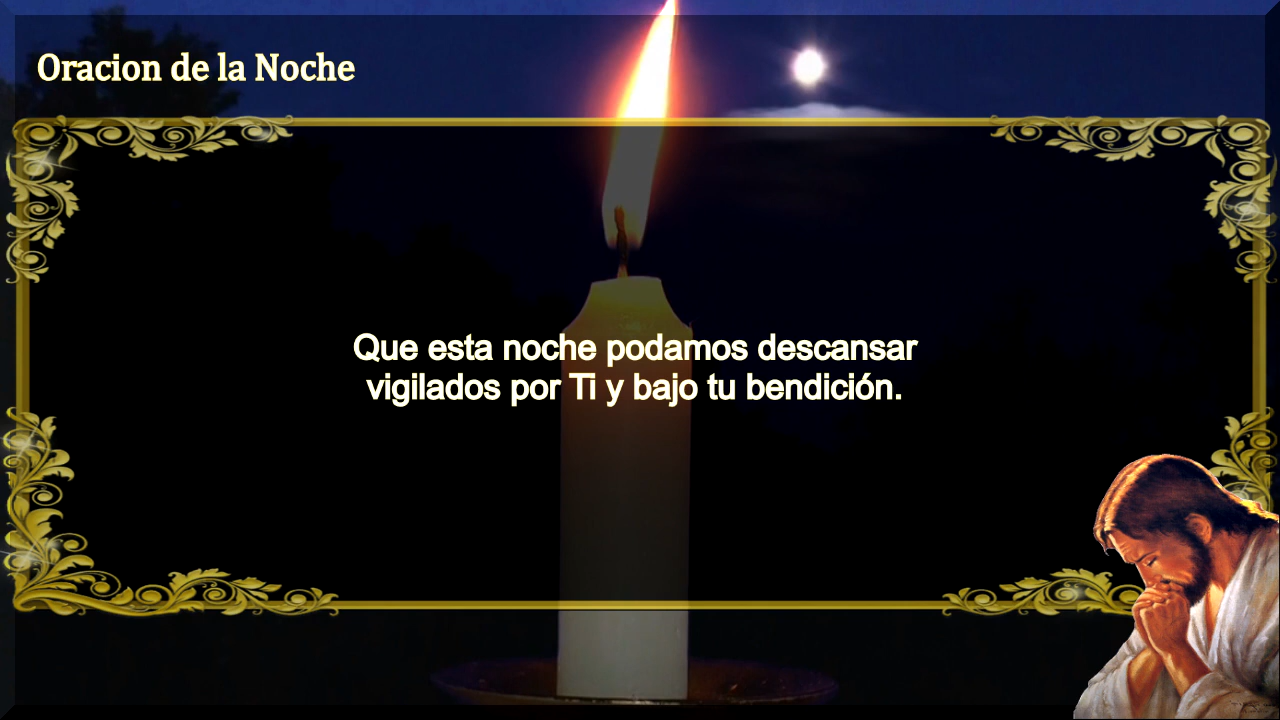 Oracion de la Noche
Que esta noche podamos descansar
vigilados por Ti y bajo tu bendición.